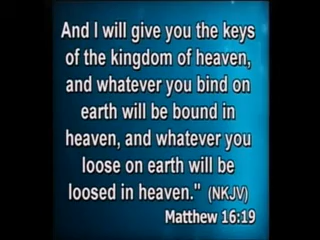 And I will give you the keys
of the kingdom of heaven,
and whatever you bind on
earth will be bound in
heaven, and whatever you
loose on earth will be
loosed in heaven." (NKJV)
Matthew 16:19